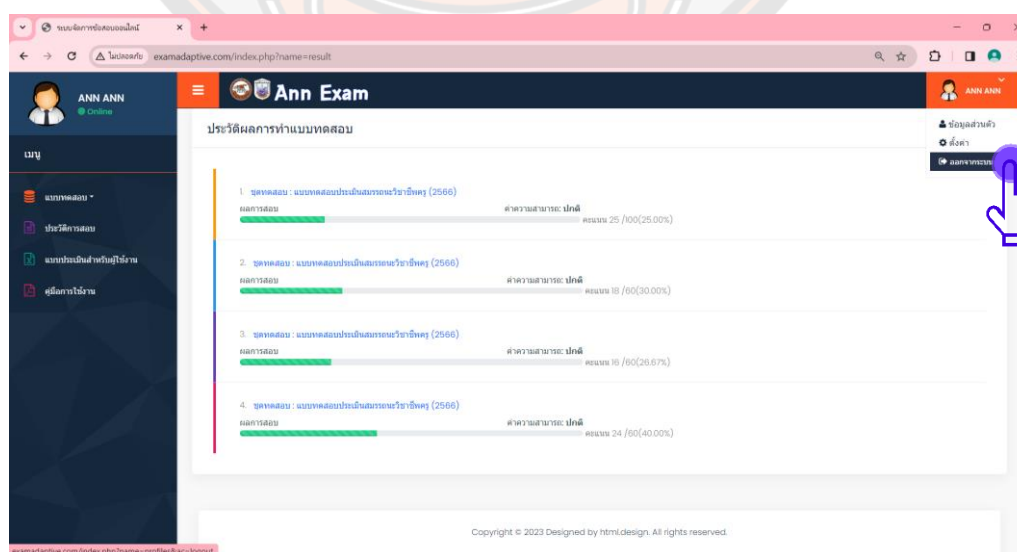 ระบบจัดการข้อสอบออนไลน์
ไม่ปลอดภัย examadaptive.com/index.php?name=result
ANN ANN
Online
Ann Exam
ANN ANN
ข้อมูลส่วนตัว
ตั้งค่า
ออกจากระบบ
เมนู
แบบทดสอบ
ประวัติการสอบ
แบบประเมินสำหรับผู้ใช้งาน
คู่มือการใช้งาน
ประวัติผลการทำแบบทดสอบ
1. ชุดทดสอบ : แบบทดสอบประเมินสมรรถนะวิชาชีพครู (2566)
ผลการสอบ ค่าความสามารถ: ปกติ
คะแนน 25 /100(25.00%)
2. ชุดทดสอบ : แบบทดสอบประเมินสมรรถนะวิชาชีพครู (2566)
ผลการสอบ ค่าความสามารถ: ปกติ
คะแนน 18 /60(30.00%)
3. ชุดทดสอบ : แบบทดสอบประเมินสมรรถนะวิชาชีพครู (2566)
ผลการสอบ ค่าความสามารถ: ปกติ
คะแนน 16 /60(26.67%)
4. ชุดทดสอบ : แบบทดสอบประเมินสมรรถนะวิชาชีพครู (2566)
ผลการสอบ ค่าความสามารถ: ปกติ
คะแนน 24 /60(40.00%)
Copyright © 2023 Designed by html.design. All rights reserved.
examadaptive.com/index.php?name=profiles&ac=logout